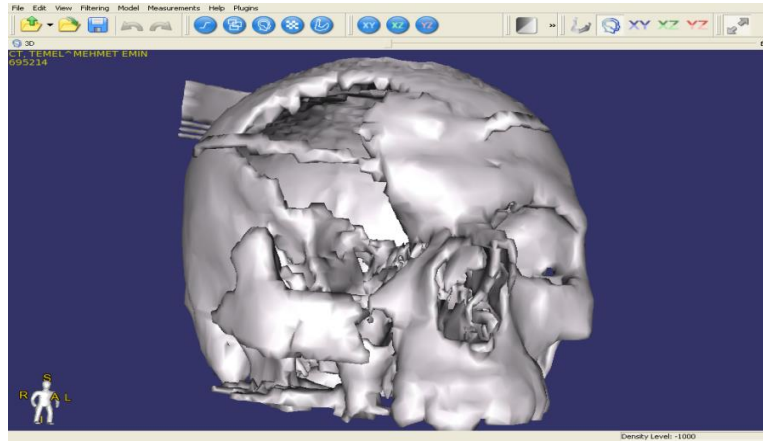 File Edit View Filtering Model Measurements Help Plugins
XY XZ YZ » XY XZ YZ
3D
CT, TEMEL^MEHMET EMIN
695214
S
R A L
Density Level: -1000